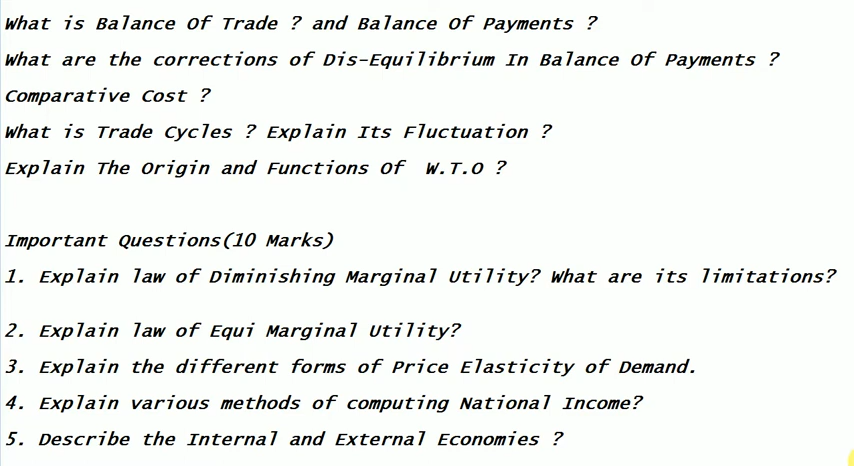 What is Balance Of Trade ? and Balance Of Payments ?
What are the corrections of Dis-Equilibrium In Balance Of Payments ?
Comparative Cost ?
What is Trade Cycles ? Explain Its Fluctuation ?
Explain The Origin and Functions Of W.T.O ?
Important Questions(10 Marks)
1. Explain law of Diminishing Marginal Utility? What are its limitations?
2. Explain law of Equi Marginal Utility?
3. Explain the different forms of Price Elasticity of Demand.
4. Explain various methods of computing National Income?
5. Describe the Internal and External Economies ?